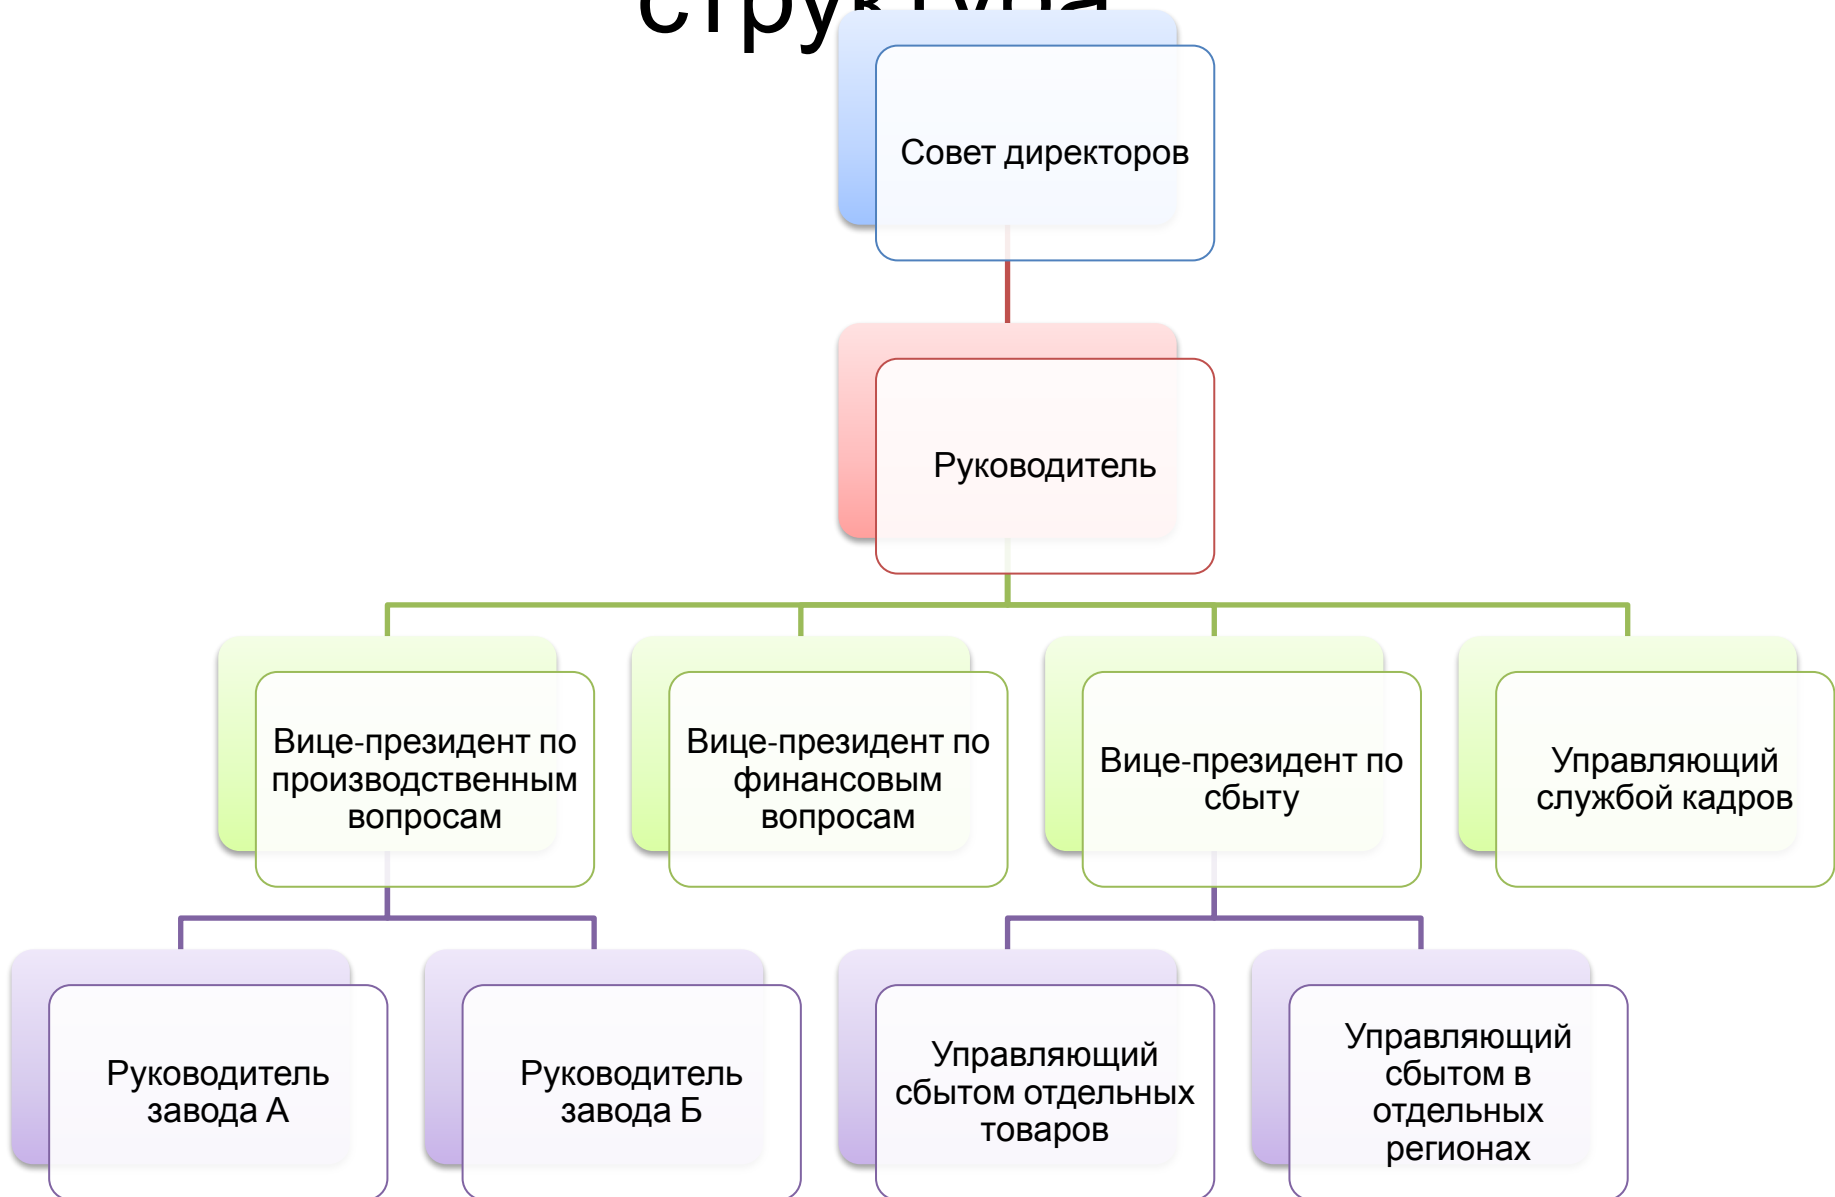 структура
Совет директоров
Руководитель
Вице-президент по
производственным
вопросам
Вице-президент по
финансовым
вопросам
Вице-президент по
сбыту
Управляющий
службой кадров
Руководитель
завода А
Руководитель
завода Б
Управляющий
сбытом отдельных
товаров
Управляющий
сбытом в
отдельных
регионах